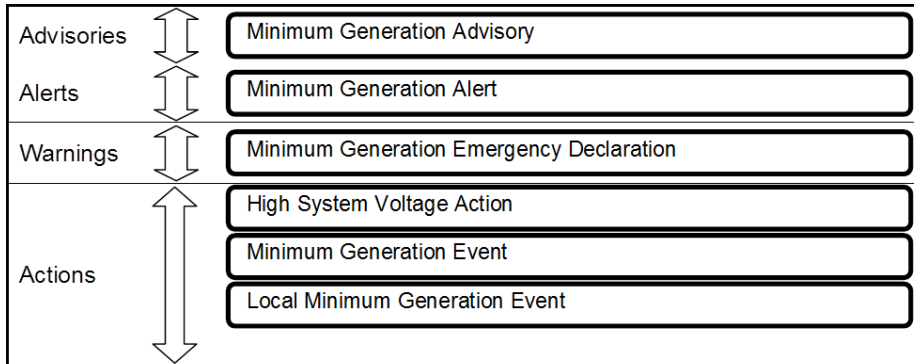 Advisories
Minimum Generation Advisory
Alerts
Minimum Generation Alert
Warnings
Minimum Generation Emergency Declaration
Actions
High System Voltage Action
Minimum Generation Event
Local Minimum Generation Event